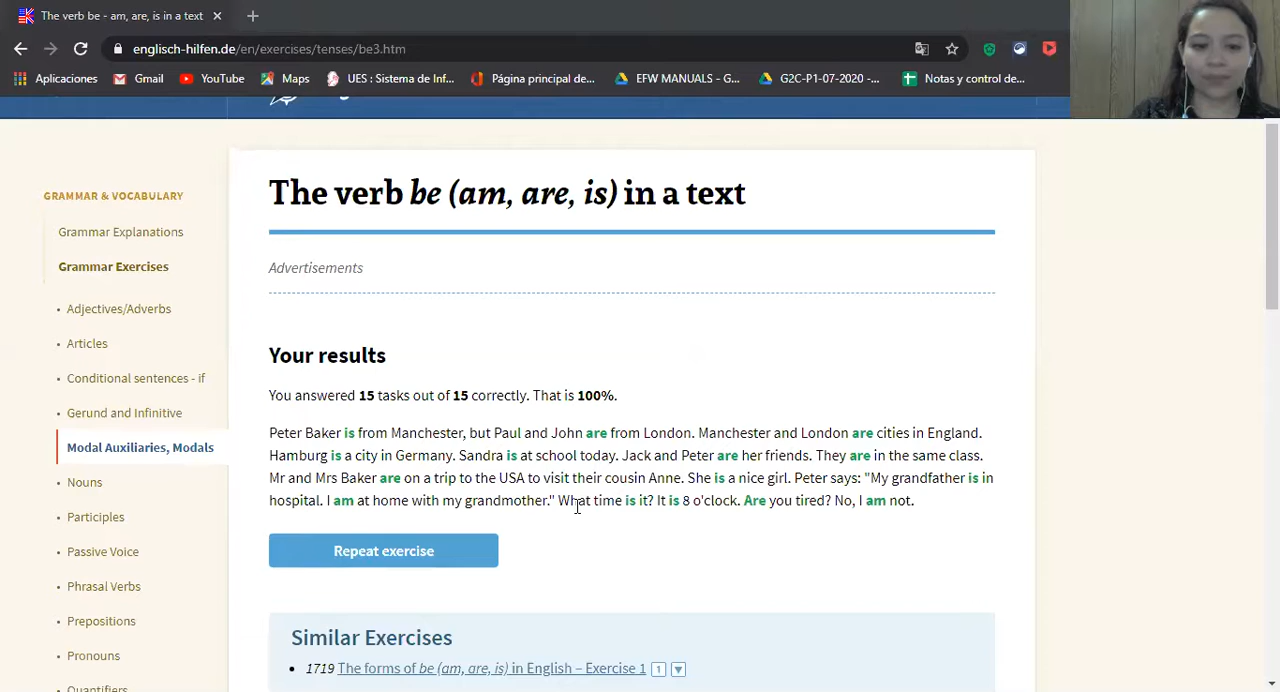 The verb be - am, are, is in a text
englisch-hilfen.de/en/exercises/tenses/be3.htm
Aplicaciones Gmail YouTube Maps UES : Sistema de Inf... Página principal de... EFW MANUALS - G... G2C-P1-07-2020 -... Notas y control de...
GRAMMAR & VOCABULARY
Grammar Explanations
Grammar Exercises
• Adjectives/Adverbs
• Articles
• Conditional sentences - if
• Gerund and Infinitive
Modal Auxiliaries, Modals
• Nouns
• Participles
• Passive Voice
• Phrasal Verbs
• Prepositions
• Pronouns
• Quantifiers
The verb be (am, are, is) in a text
Advertisements
Your results
You answered 15 tasks out of 15 correctly. That is 100%.
Peter Baker is from Manchester, but Paul and John are from London. Manchester and London are cities in England.
Hamburg is a city in Germany. Sandra is at school today. Jack and Peter are her friends. They are in the same class.
Mr and Mrs Baker are on a trip to the USA to visit their cousin Anne. She is a nice girl. Peter says: "My grandfather is in
hospital. I am at home with my grandmother." What time is it? It is 8 o'clock. Are you tired? No, I am not.
Repeat exercise
Similar Exercises
• 1719 The forms of be (am, are, is) in English – Exercise 1 1